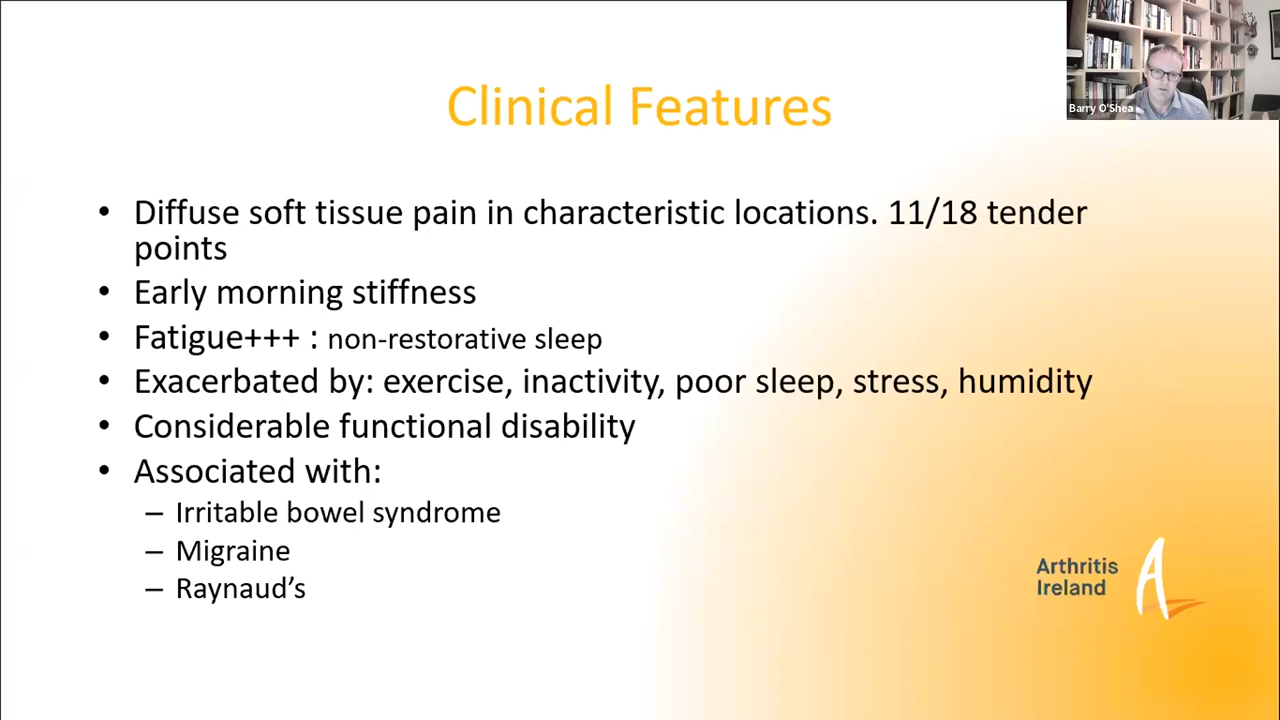 Barry O'Shea
Clinical Features
• Diffuse soft tissue pain in characteristic locations. 11/18 tender
points
• Early morning stiffness
• Fatigue+++ : non-restorative sleep
• Exacerbated by: exercise, inactivity, poor sleep, stress, humidity
• Considerable functional disability
• Associated with:
– Irritable bowel syndrome
– Migraine
– Raynaud’s
Arthritis
Ireland